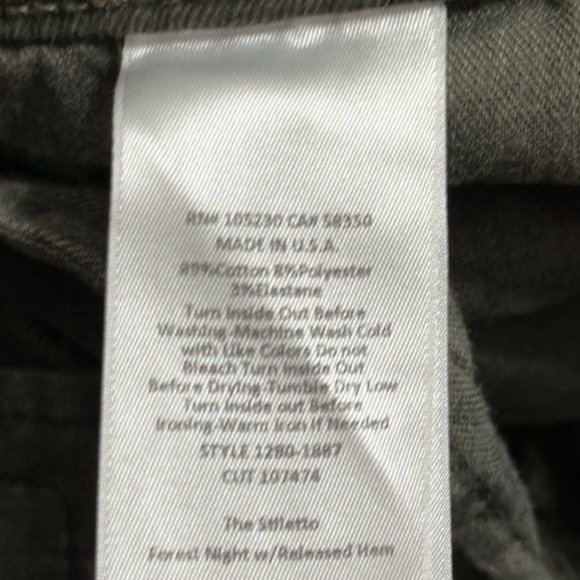 RN# 105230 CA# 58350
MADE IN U.S.A.
89%Cotton 8%Polyester
3%Elastane
Turn Inside Out Before
Washing-Machine Wash Cold
with Like Colors Do not
Bleach Turn Inside Out
Before Drying-Tumble Dry Low
Turn Inside out Before
Ironing-Warm Iron if Needed
STYLE 1280-1887
CUT 107474
The Stiletto
Forest Night w/Released Hem